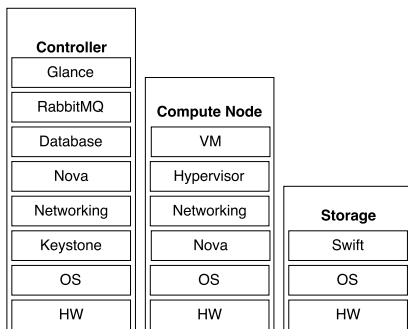 Controller
Glance
RabbitMQ
Database
Nova
Networking
Keystone
OS
HW
Compute Node
VM
Hypervisor
Networking
Nova
OS
HW
Storage
Swift
OS
HW